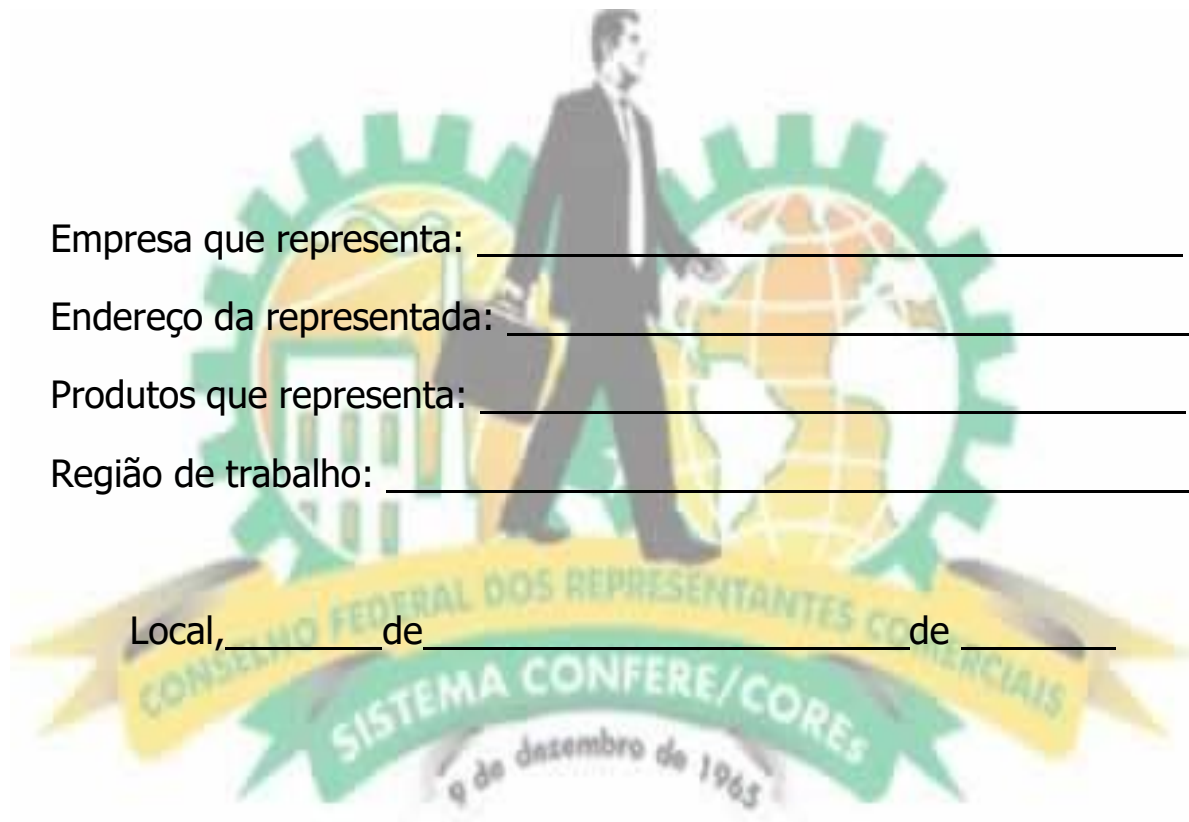 Empresa que representa:
Endereço da representada:
Produtos que representa:
Região de trabalho:
Local, de de
CONSELHO FEDERAL DOS REPRESENTANTES COMERCIAIS
SISTEMA CONFERE/COREs
9 de dezembro de 1965